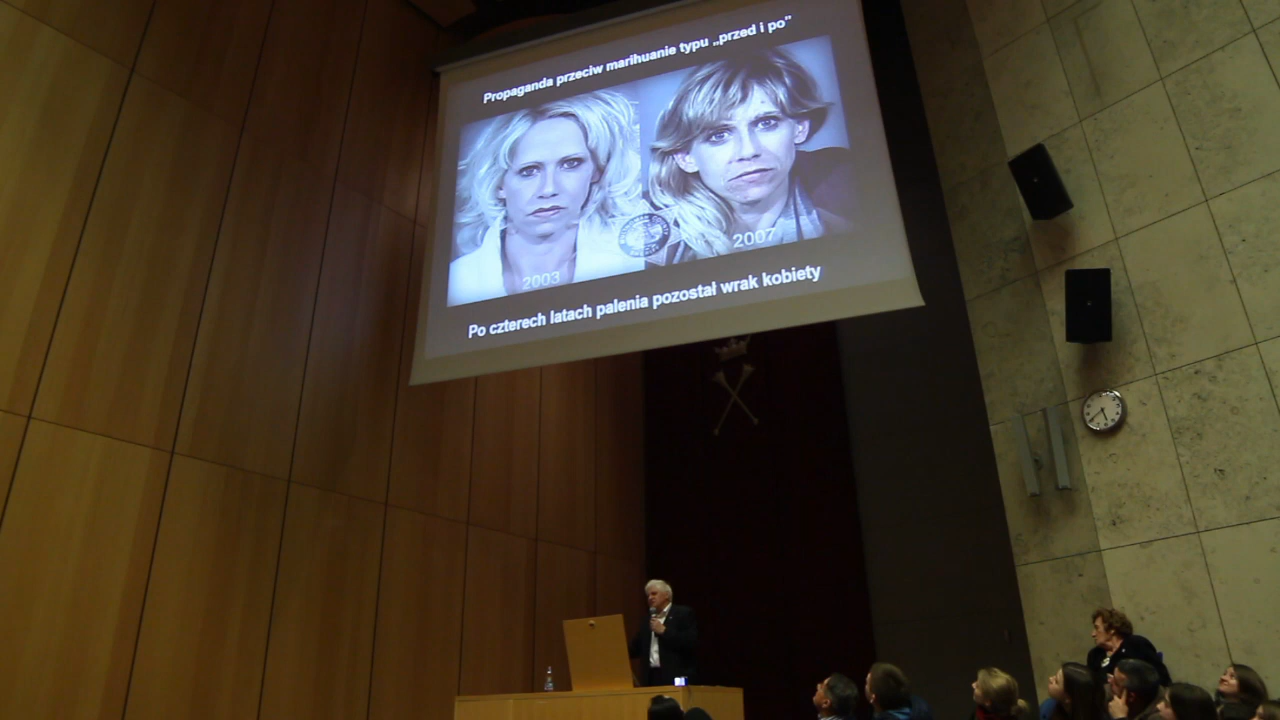 Propaganda przeciw marihuanie typu „przed i po”
2003
2007
Po czterech latach palenia pozostał wrak kobiety